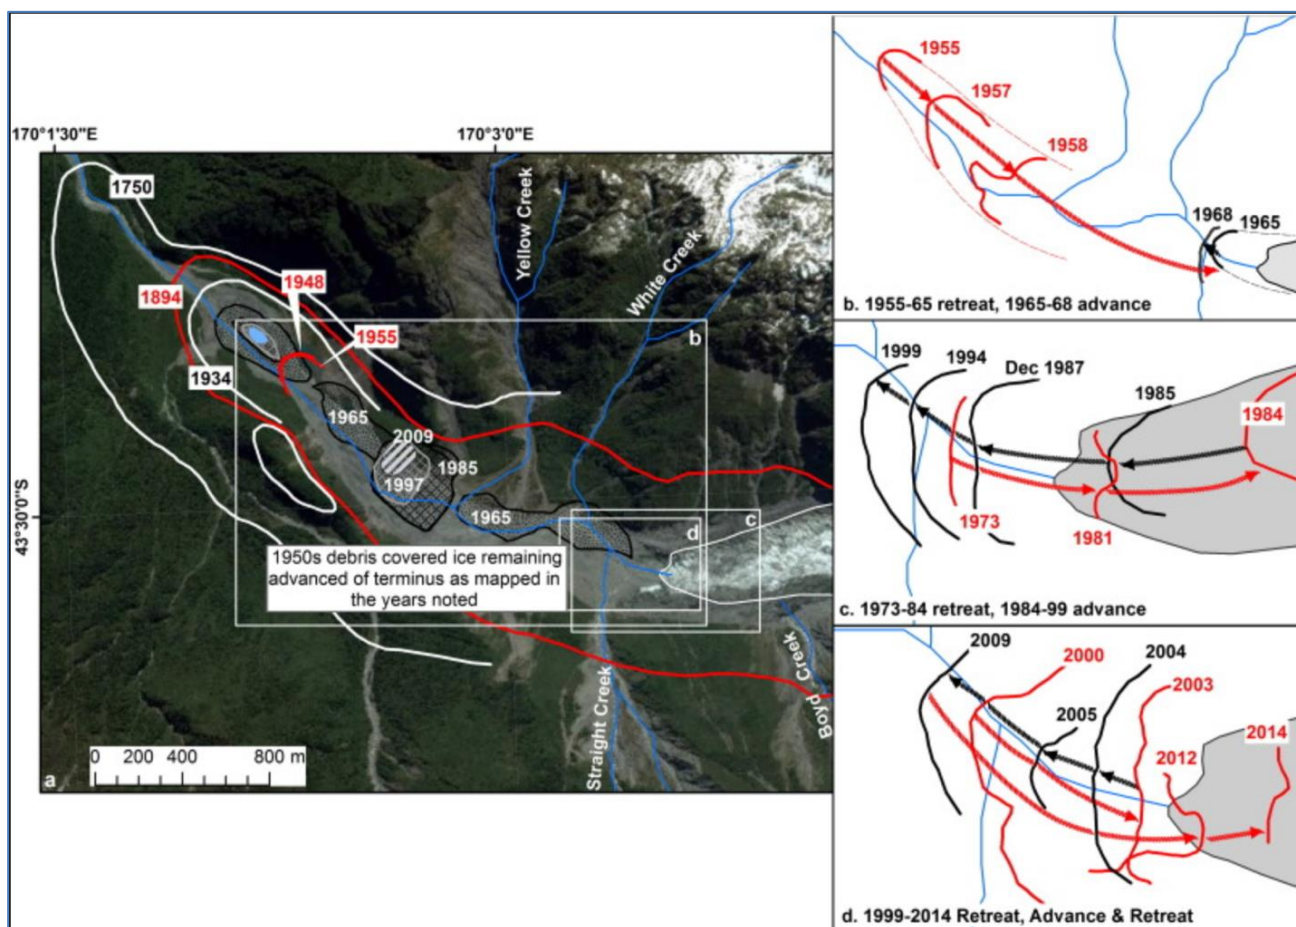 170°1'30"E
170°3'0"E
43°30'0"S
1750
1894
1948
1955
1934
1965
2009
1985
1997
1965
Yellow Creek
White Creek
b
c
d
1950s debris covered ice remaining
advanced of terminus as mapped in
the years noted
Straight Creek
Boyd Creek
0 200 400 800 m
a
1955
1957
1958
1968
1965
b. 1955-65 retreat, 1965-68 advance
1999
1994
Dec 1987
1985
1984
1973
1981
c. 1973-84 retreat, 1984-99 advance
2009
2000
2004
2003
2005
2012
2014
d. 1999-2014 Retreat, Advance & Retreat